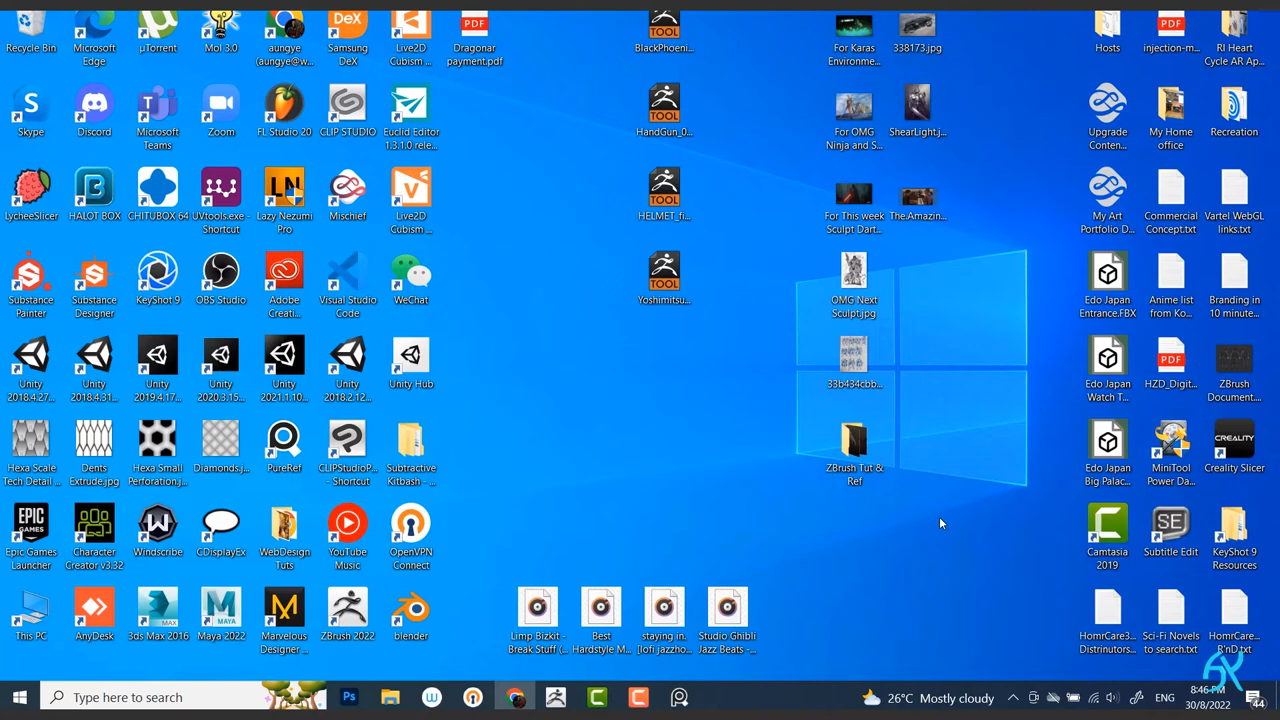 Recycle Bin
Microsoft Edge
µTorrent
MoI 3.0
aungye (aungye@w...
Samsung DeX
Live2D Cubism ...
Dragonar payment.pdf
BlackPhoeni...
For Karas Environme...
338173.jpg
Hosts
injection-m...
RI Heart Cycle AR Ap...
Skype
Discord
Microsoft Teams
Zoom
FL Studio 20
CLIP STUDIO
Euclid Editor 1.3.1.0 rele...
HandGun_0...
For OMG Ninja and S...
ShearLight.j...
Upgrade Conten...
My Home office
Recreation
LycheeSlicer
HALOT BOX
CHITUBOX 64
UVtools.exe - Shortcut
Lazy Nezumi Pro
Mischief
Live2D Cubism ...
HELMET_fi...
For This week Sculpt Dart...
The.Amazin...
My Art Portfolio D...
Commercial Concept.txt
Vartel WebGL links.txt
Substance Painter
Substance Designer
KeyShot 9
OBS Studio
Adobe Creati...
Visual Studio Code
WeChat
Yoshimitsu...
OMG Next Sculpt.jpg
Edo Japan Entrance.FBX
Anime list from Ko...
Branding in 10 minute...
Unity 2018.4.27...
Unity 2018.4.31...
Unity 2019.4.17...
Unity 2020.3.15...
Unity 2021.1.10...
Unity 2018.2.12...
Unity Hub
33b434cbb...
Edo Japan Watch T...
HZD_Digit...
ZBrush Document...
Hexa Scale Tech Detail ...
Dents Extrude.jpg
Hexa Small Perforation.j...
Diamonds.j...
PureRef
CLIPStudioP... - Shortcut
Subtractive Kitbash - ...
ZBrush Tut & Ref
Edo Japan Big Palac...
MiniTool Power Da...
Creality Slicer
Epic Games Launcher
Character Creator v3.32
Windscribe
CDisplayEx
WebDesign Tuts
YouTube Music
OpenVPN Connect
Camtasia 2019
Subtitle Edit
KeyShot 9 Resources
This PC
AnyDesk
3ds Max 2016
Maya 2022
Marvelous Designer ...
ZBrush 2022
blender
Limp Bizkit - Break Stuff (...
Best Hardstyle M...
staying in. [lofi jazzho...
Studio Ghibli Jazz Beats -...
HomrCare3... Distributors...
Sci-Fi Novels to search.txt
HomrCare... R'nD.txt
Type here to search
26°C Mostly cloudy
ENG
8:46 PM
30/8/2022
44